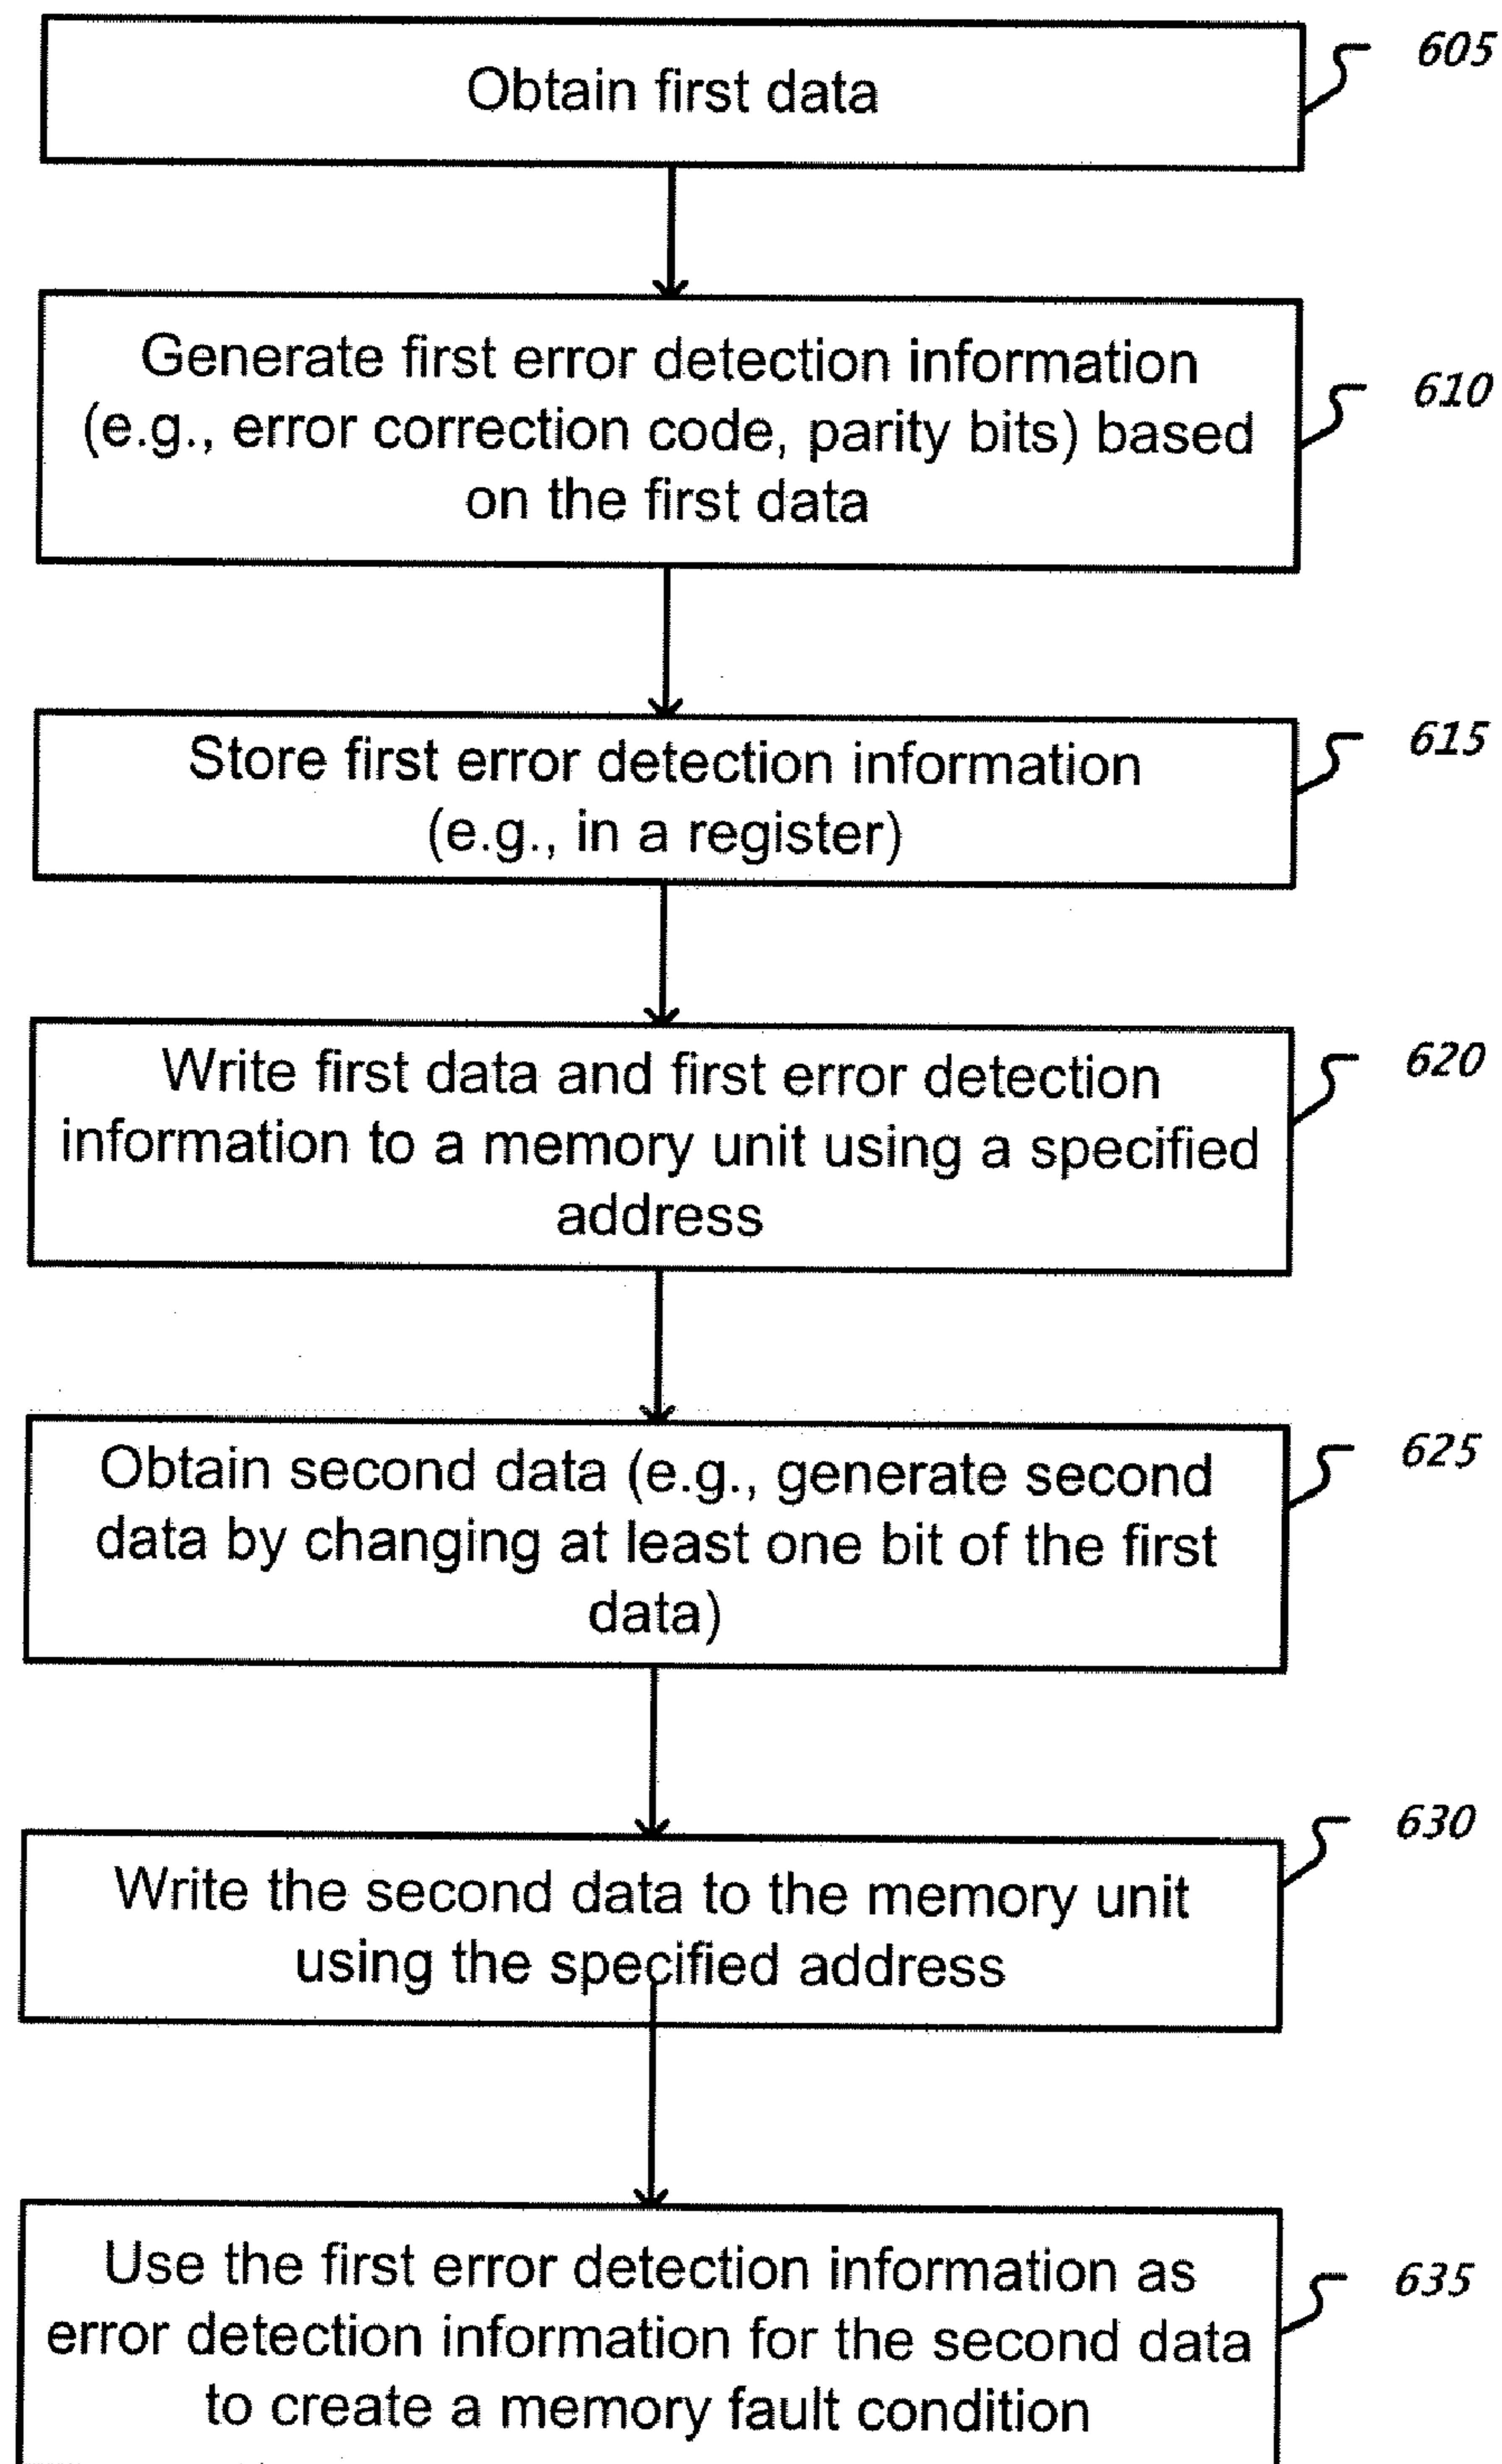 605
Obtain first data
Generate first error detection information
(e.g., error correction code, parity bits) based
on the first data
610
Store first error detection information
(e.g., in a register)
615
Write first data and first error detection
information to a memory unit using a specified
address
620
Obtain second data (e.g., generate second
data by changing at least one bit of the first
data)
625
Write the second data to the memory unit
using the specified address
630
Use the first error detection information as
error detection information for the second data
to create a memory fault condition
635